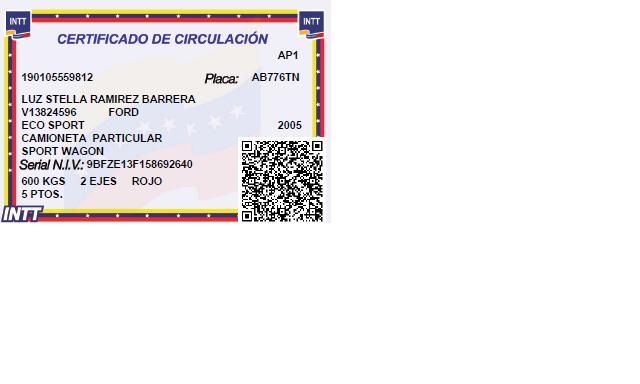 INTT
INTT
CERTIFICADO DE CIRCULACIÓN
AP1
190105559812 Placa: AB776TN
LUZ STELLA RAMIREZ BARRERA
V13824596 FORD
ECO SPORT 2005
CAMIONETA PARTICULAR
SPORT WAGON
Serial N.I.V.: 9BFZE13F158692640
600 KGS 2 EJES ROJO
5 PTOS.
INTT